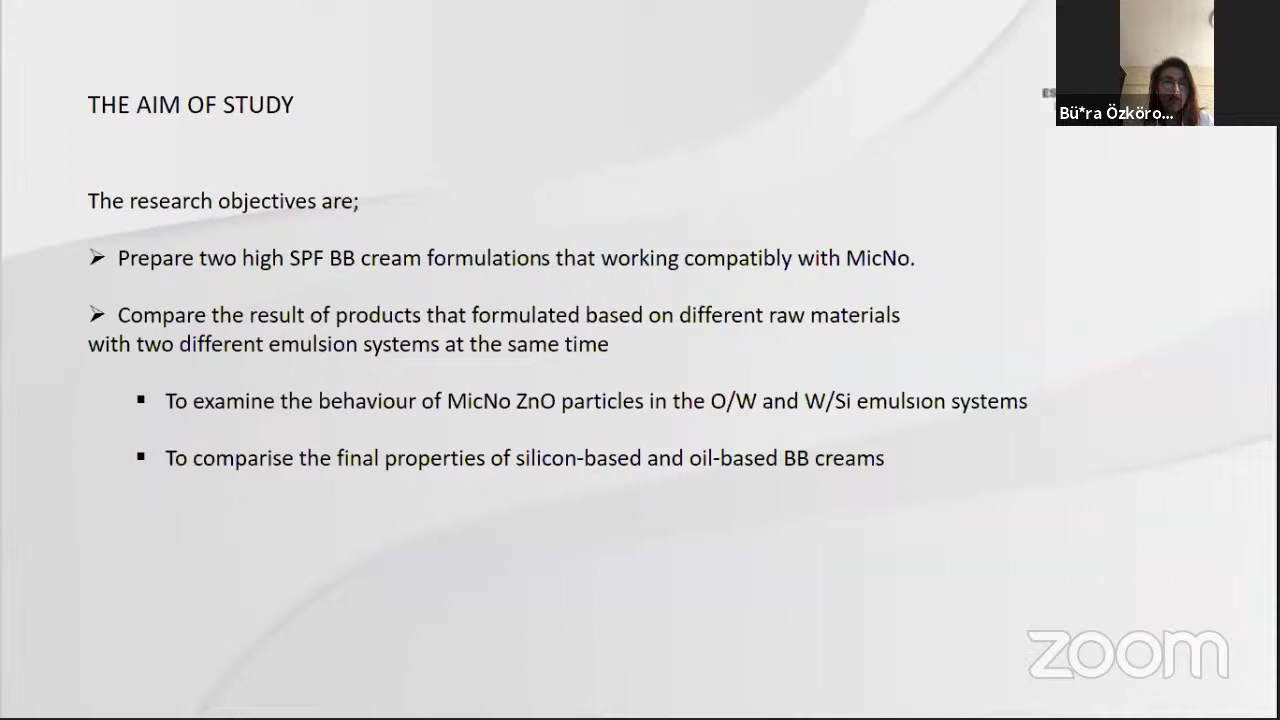 THE AIM OF STUDY
ES
Bü*ra Özköro...
The research objectives are;
➢ Prepare two high SPF BB cream formulations that working compatibly with MicNo.
➢ Compare the result of products that formulated based on different raw materials
with two different emulsion systems at the same time
▪ To examine the behaviour of MicNo ZnO particles in the O/W and W/Si emulsıon systems
▪ To comparise the final properties of silicon-based and oil-based BB creams
zoom